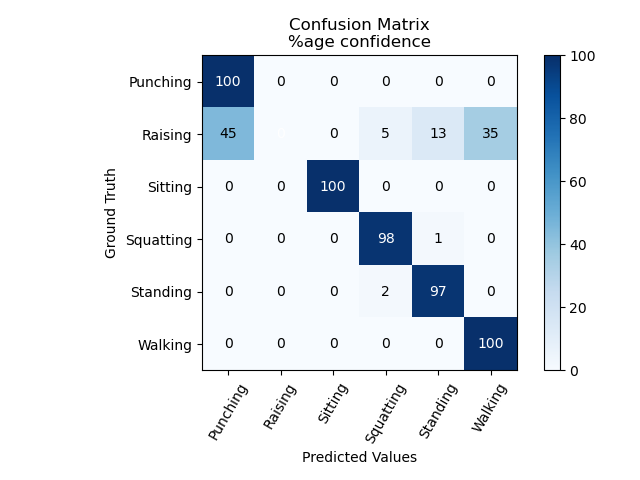 Confusion Matrix
%age confidence
Punching 100 0 0 0 0 0
Raising 45 0 0 5 13 35
Sitting 0 0 100 0 0 0
Squatting 0 0 0 98 1 0
Standing 0 0 0 2 97 0
Walking 0 0 0 0 0 100
Ground Truth
Punching Raising Sitting Squatting Standing Walking
Predicted Values
100
80
60
40
20
0